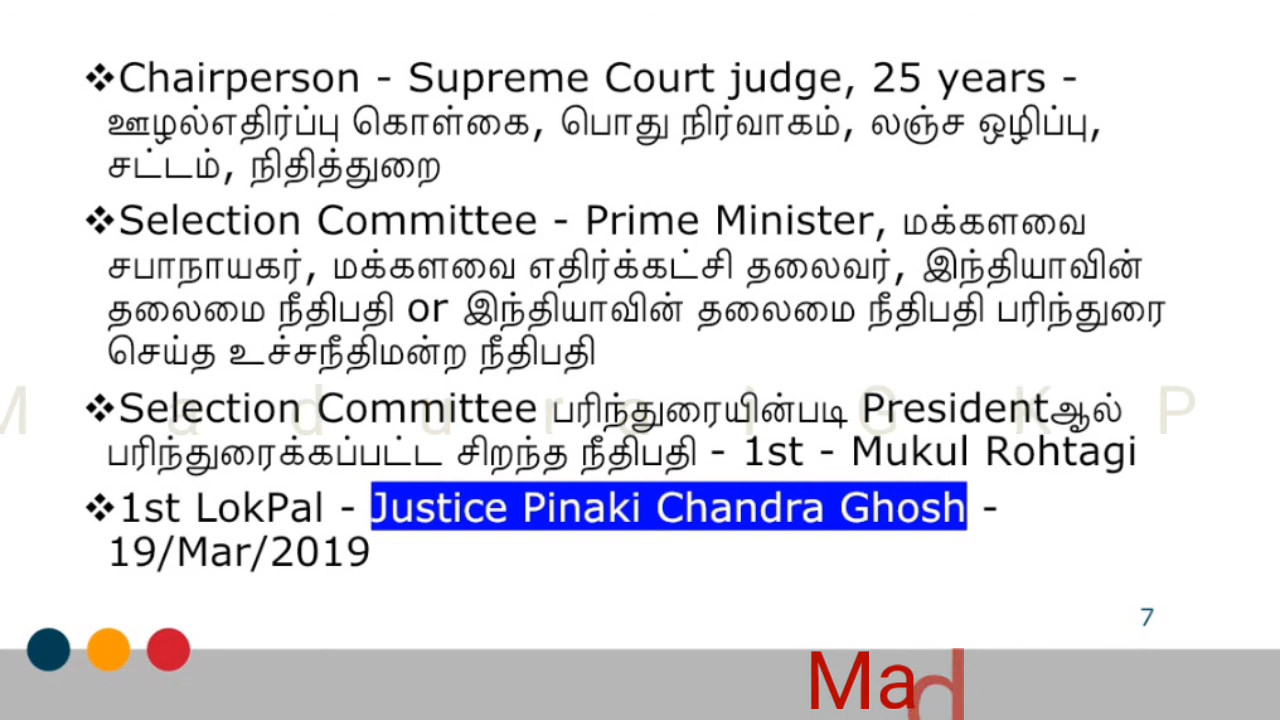 ❖Chairperson - Supreme Court judge, 25 years -
ஊழல்எதிர்ப்பு கொள்கை, பொது நிர்வாகம், லஞ்ச ஒழிப்பு,
சட்டம், நிதித்துறை
❖Selection Committee - Prime Minister, மக்களவை
சபாநாயகர், மக்களவை எதிர்க்கட்சி தலைவர், இந்தியாவின்
தலைமை நீதிபதி or இந்தியாவின் தலைமை நீதிபதி பரிந்துரை
செய்த உச்சநீதிமன்ற நீதிபதி
❖Selection Committee பரிந்துரையின்படி Presidentஆல்
பரிந்துரைக்கப்பட்ட சிறந்த நீதிபதி - 1st - Mukul Rohtagi
❖1st LokPal - Justice Pinaki Chandra Ghosh -
19/Mar/2019
7
Mad